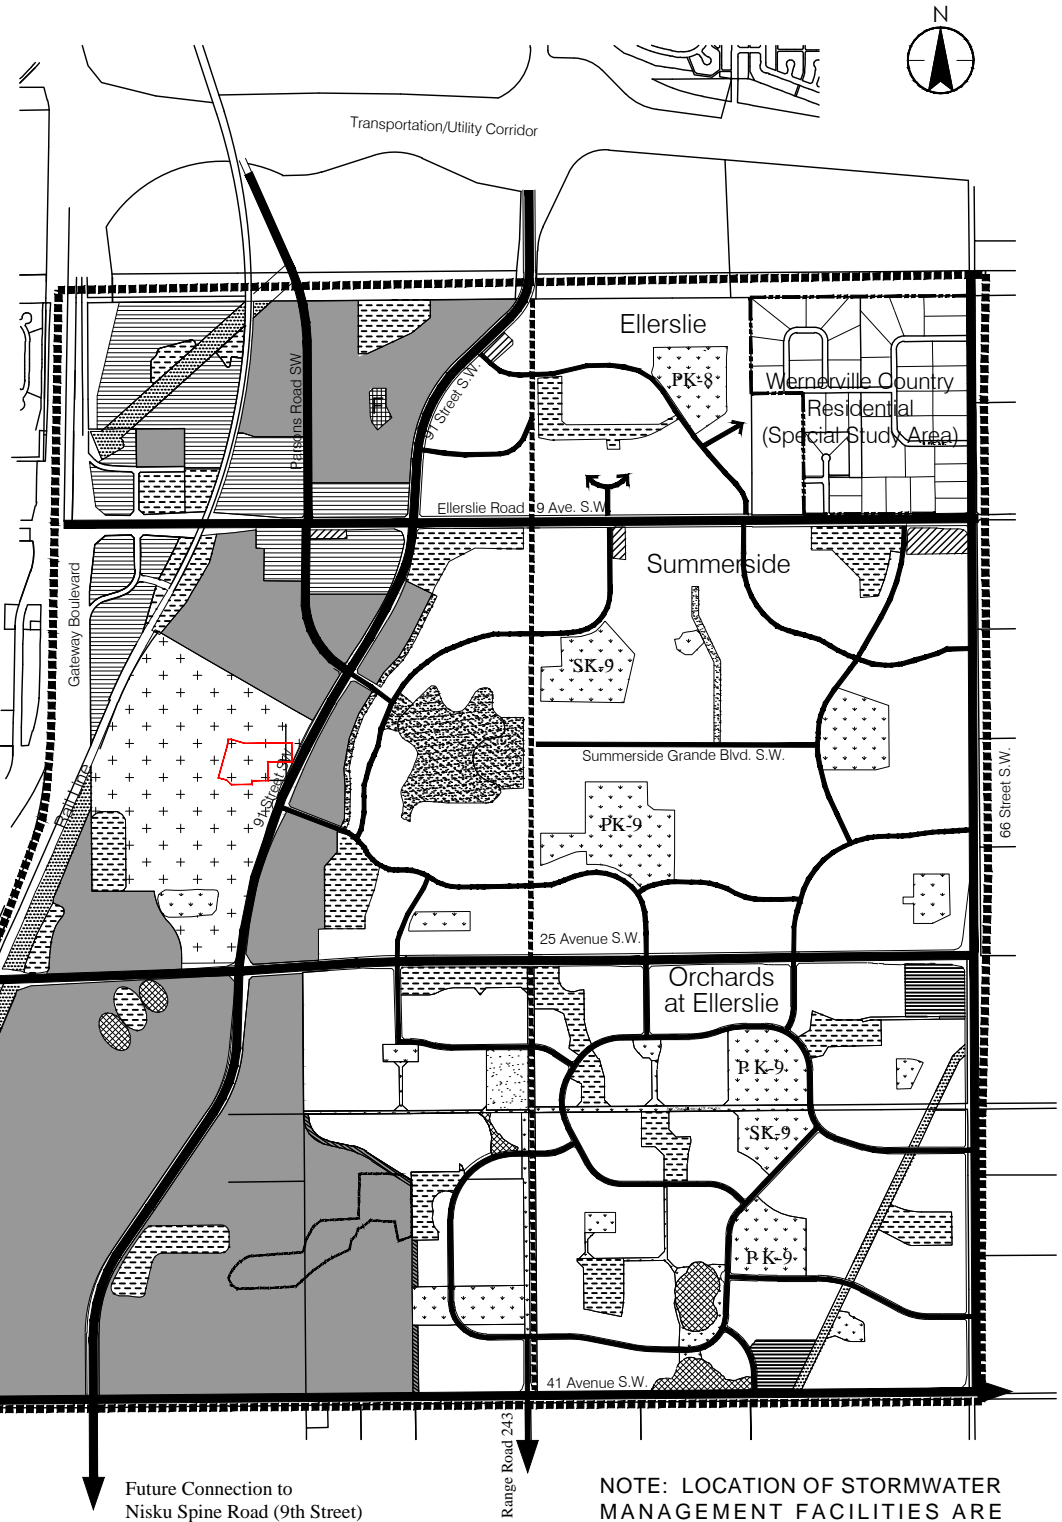 N
Transportation/Utility Corridor
Ellerslie
PK-8
Wernerville Country
Residential
(Special Study Area)
Parsons Road SW
91 Street S.W.
Ellerslie Road 9 Ave. S.W.
Summerside
Gateway Boulevard
SK-9
Summerside Grande Blvd. S.W.
66 Street S.W.
Rail Line
91 Street SW
PK-9
25 Avenue S.W.
Orchards
at Ellerslie
P K-9
SK-9
P K-9
41 Avenue S.W.
Range Road 243
Future Connection to
Nisku Spine Road (9th Street)
NOTE: LOCATION OF STORMWATER
MANAGEMENT FACILITIES ARE